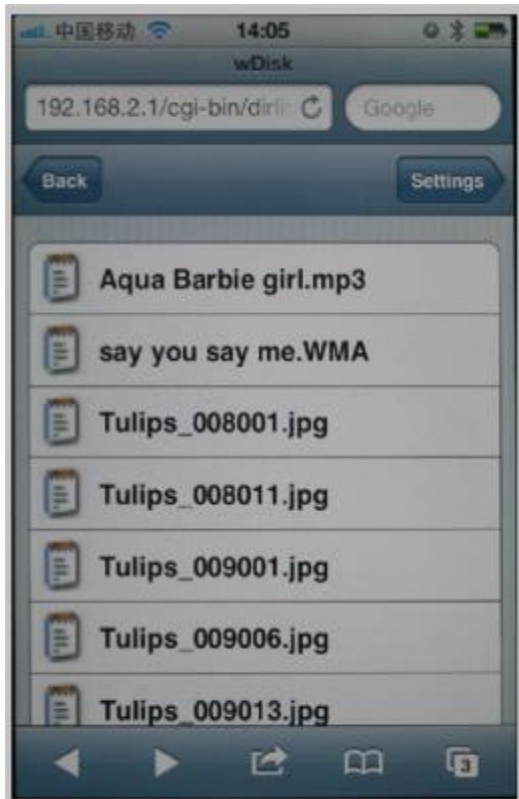 中国移动 14:05
wDisk
192.168.2.1/cgi-bin/dirli Google
Back Settings
Aqua Barbie girl.mp3
say you say me.WMA
Tulips_008001.jpg
Tulips_008011.jpg
Tulips_009001.jpg
Tulips_009006.jpg
Tulips_009013.jpg
3